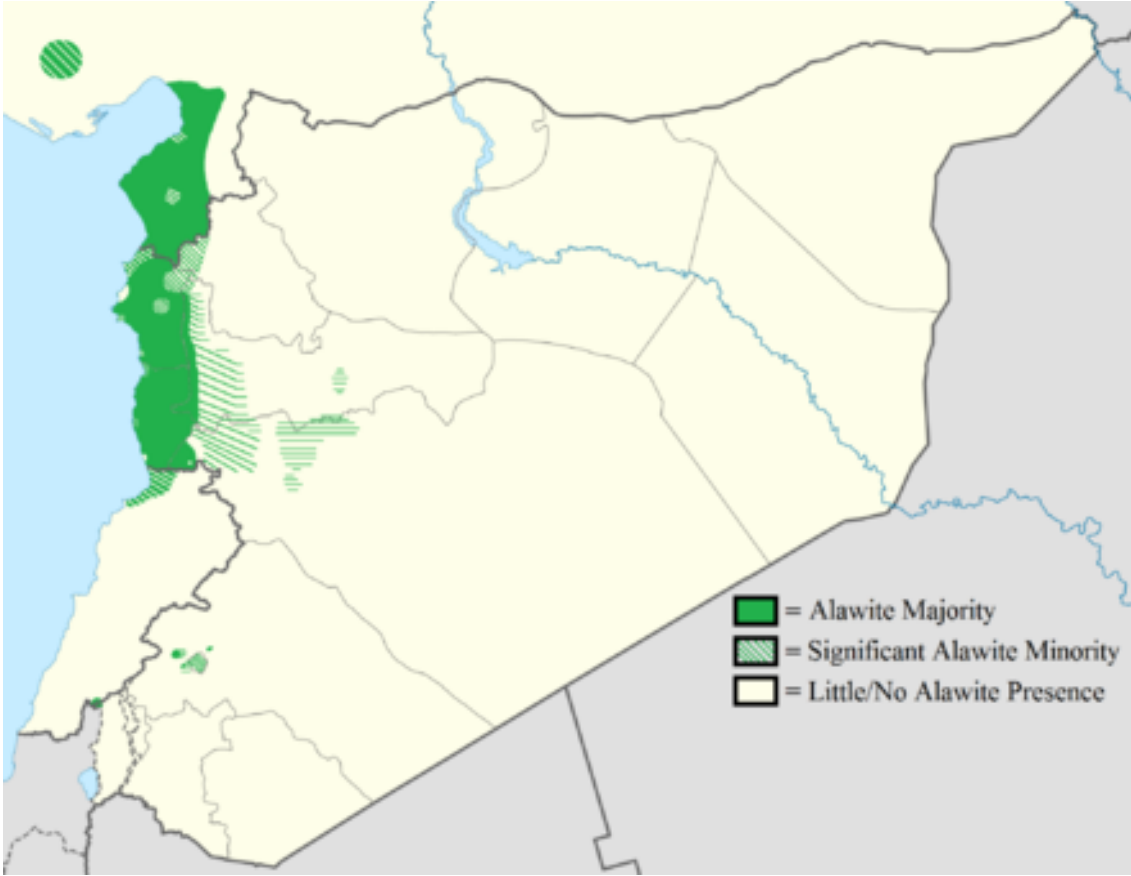 = Alawite Majority
= Significant Alawite Minority
= Little/No Alawite Presence